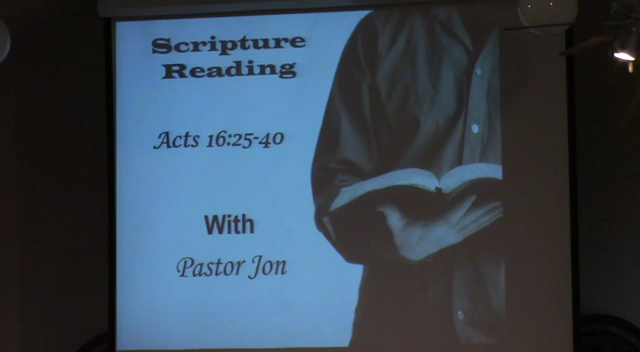 Scripture
Reading
Acts 16:25-40
With
Pastor Jon